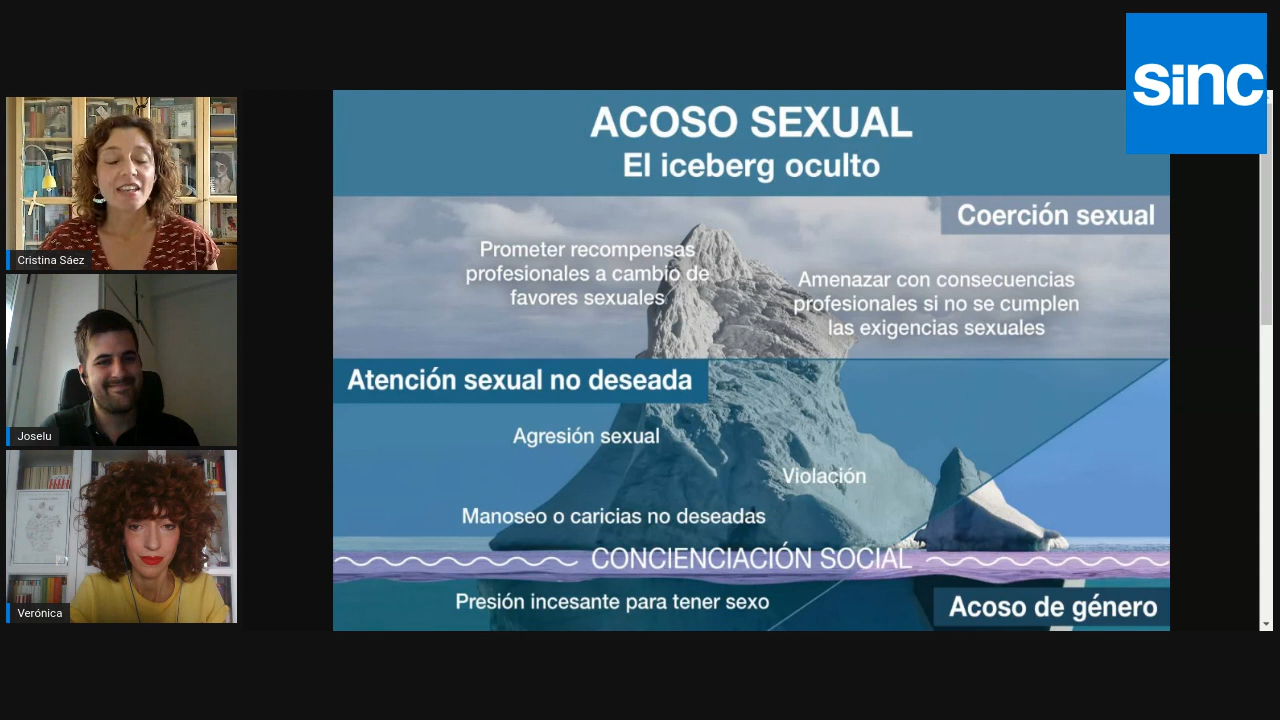 sinc
ACOSO SEXUAL
El iceberg oculto
Coerción sexual
Prometer recompensas
profesionales a cambio de
favores sexuales
Amenazar con consecuencias
profesionales si no se cumplen
las exigencias sexuales
Atención sexual no deseada
Agresión sexual
Violación
Manoseo o caricias no deseadas
CONCIENCIACIÓN SOCIAL
Presión incesante para tener sexo
Acoso de género
Cristina Sáez
Joselu
Verónica